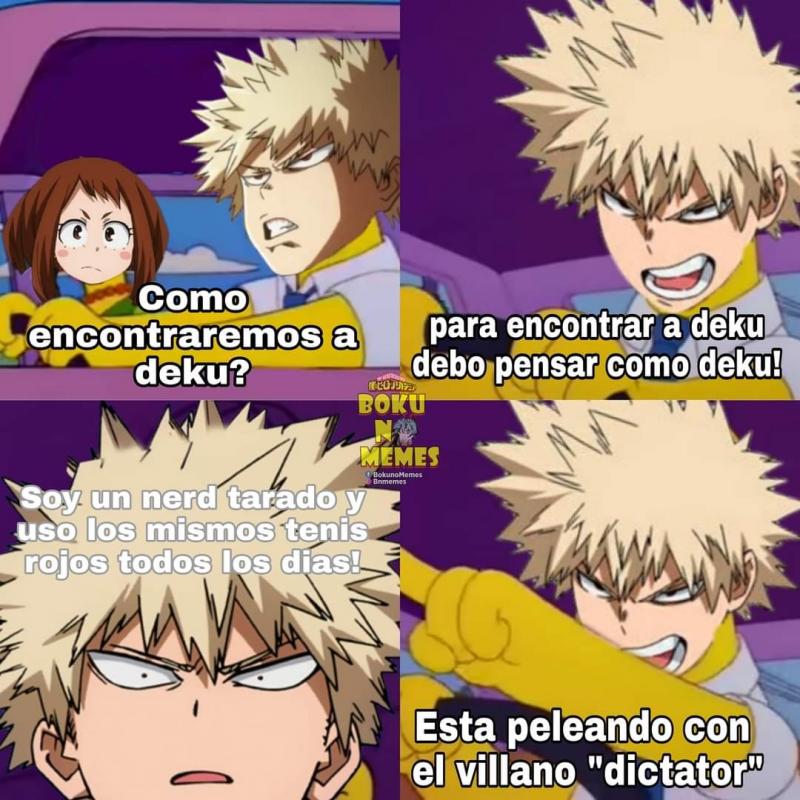 Como
encontraremos a
deku?
para encontrar a deku
debo pensar como deku!
BOKU
N
MEMES
BokunoMemes
Bnmemes
Soy un nerd tarado y
uso los mismos tenis
rojos todos los dias!
Esta peleando con
el villano "dictator"